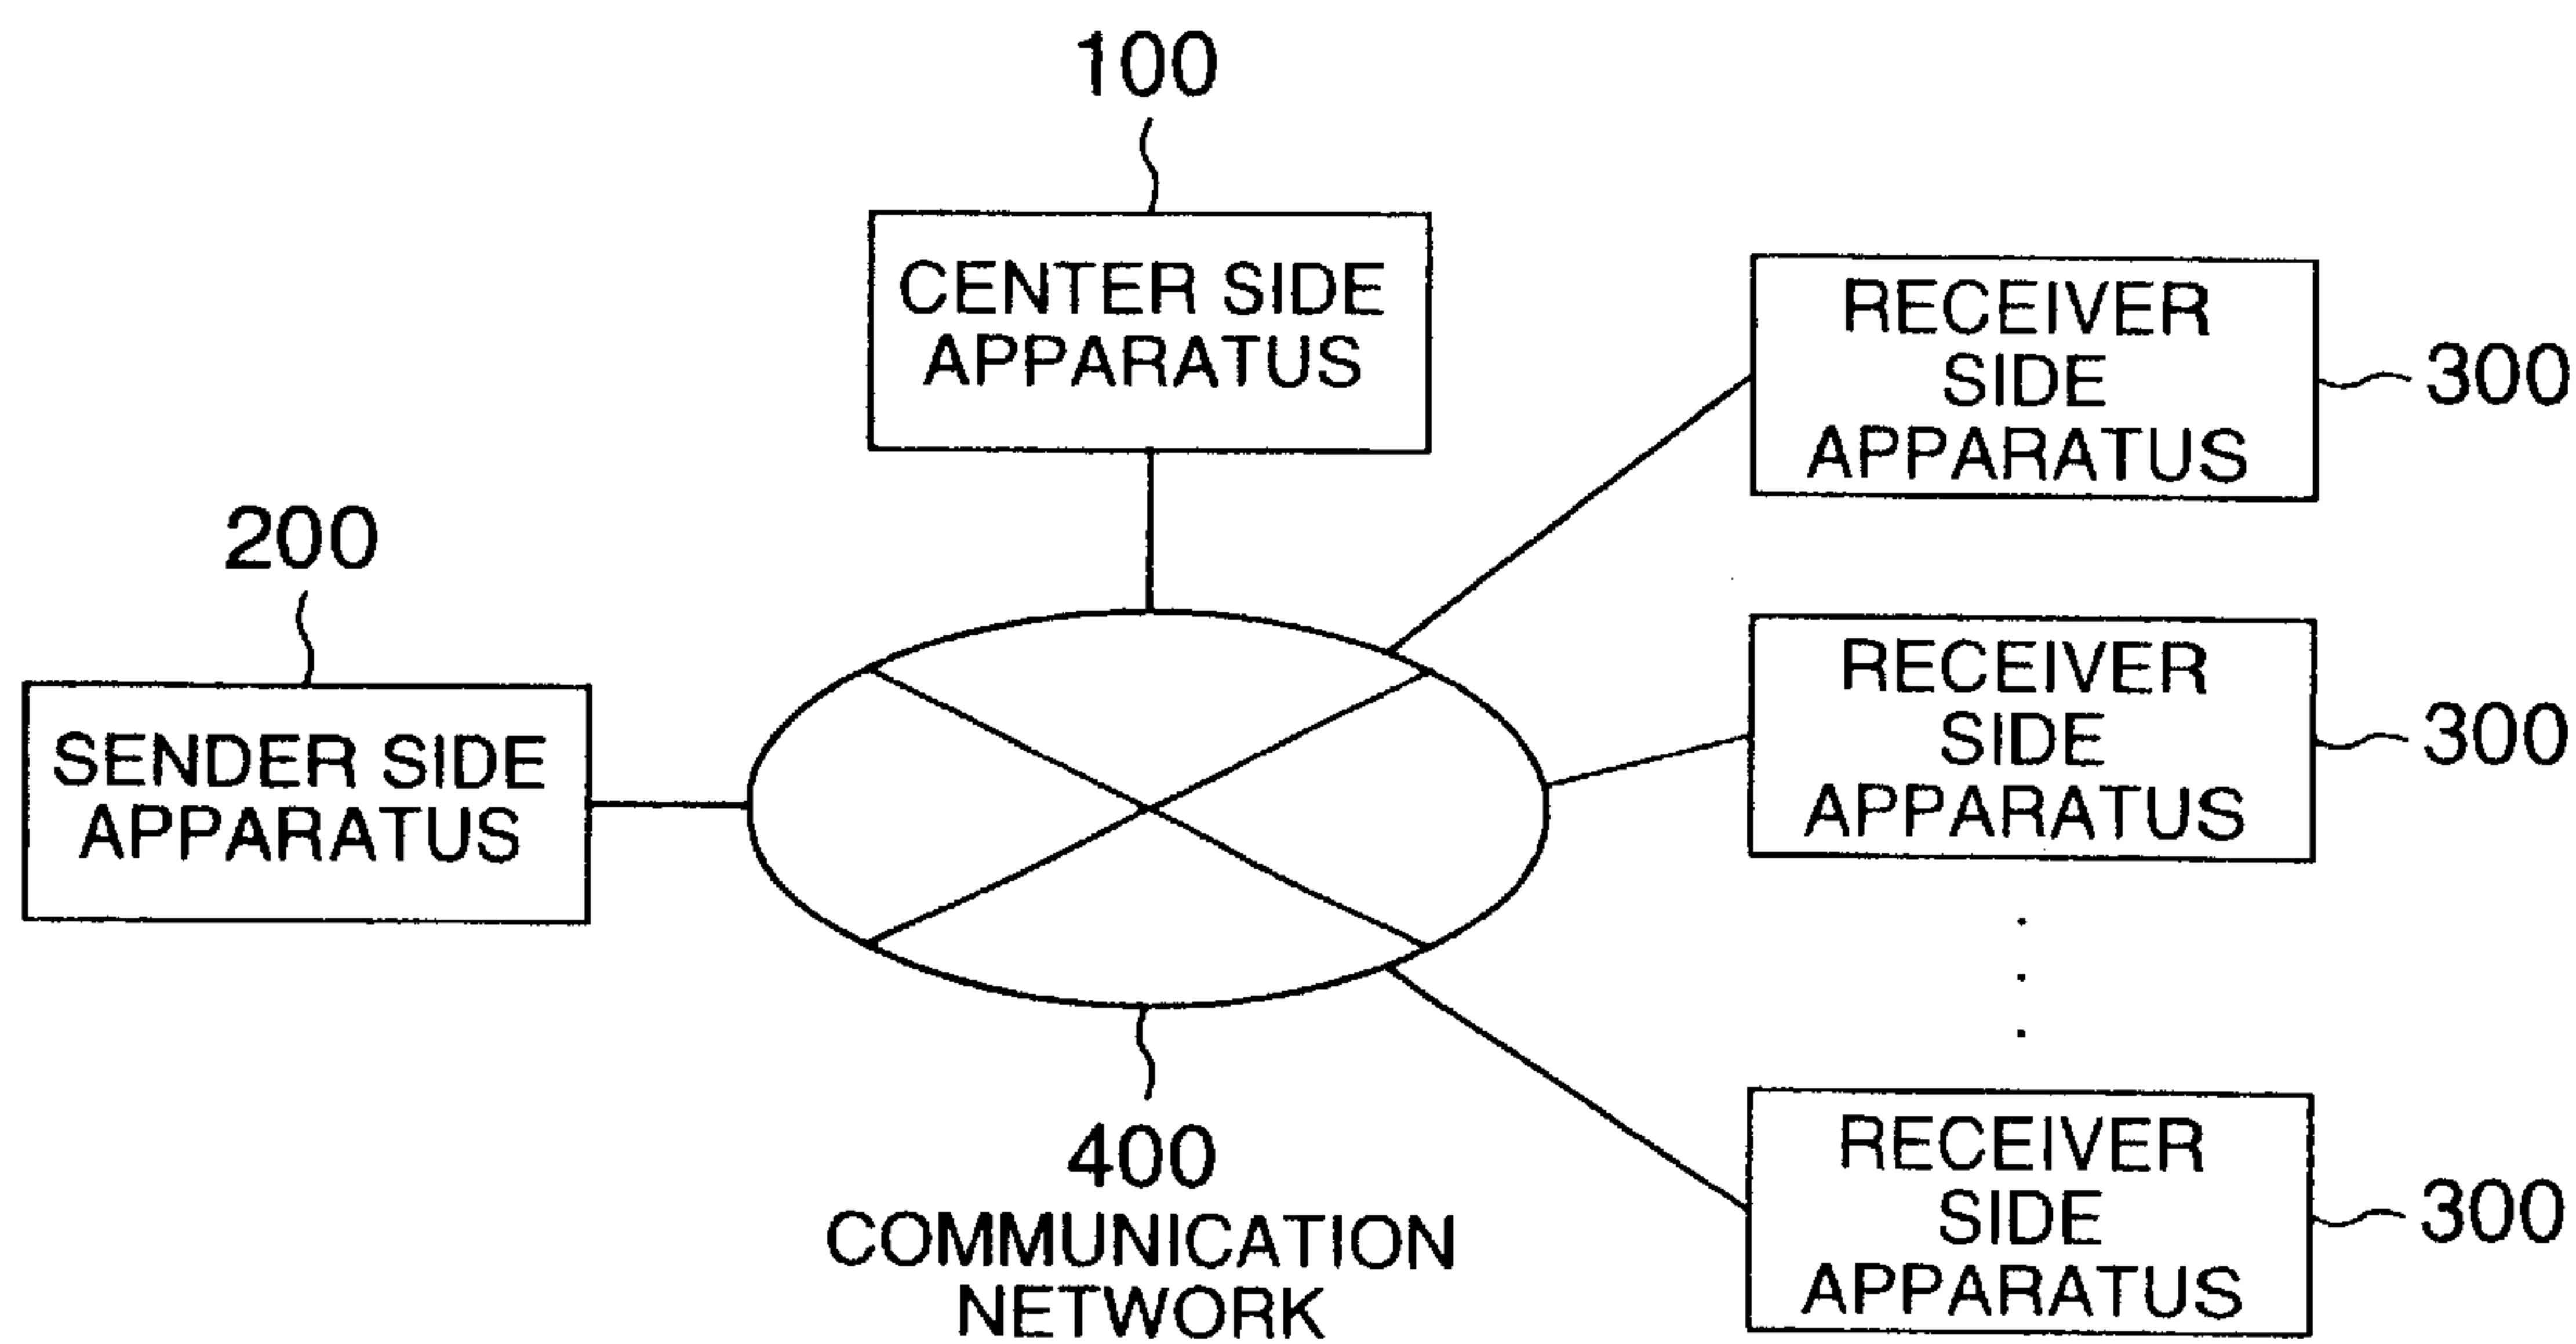 100
CENTER SIDE
APPARATUS
200
SENDER SIDE
APPARATUS
RECEIVER
SIDE
APPARATUS
300
RECEIVER
SIDE
APPARATUS
300
RECEIVER
SIDE
APPARATUS
300
400
COMMUNICATION
NETWORK